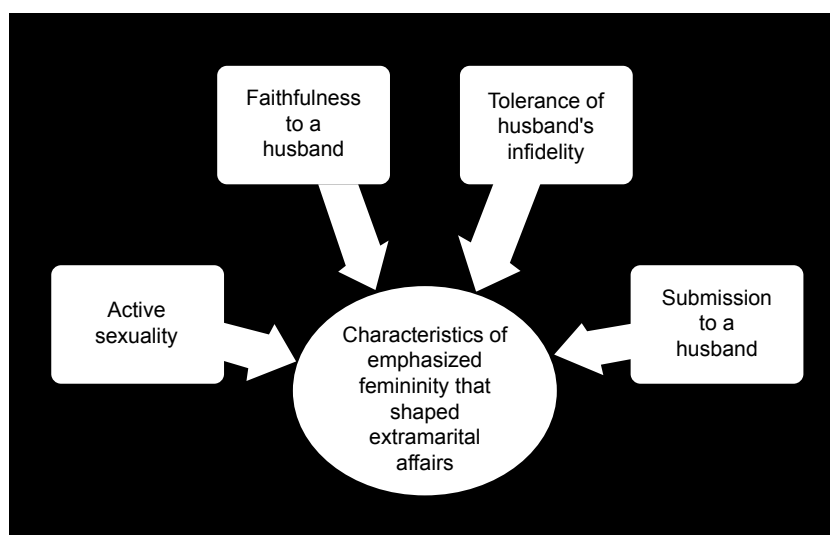 Faithfulness
to a
husband
Tolerance of
husband's
infidelity
Active
sexuality
Submission
to a
husband
Characteristics of
emphasized
femininity that
shaped
extramarital
affairs